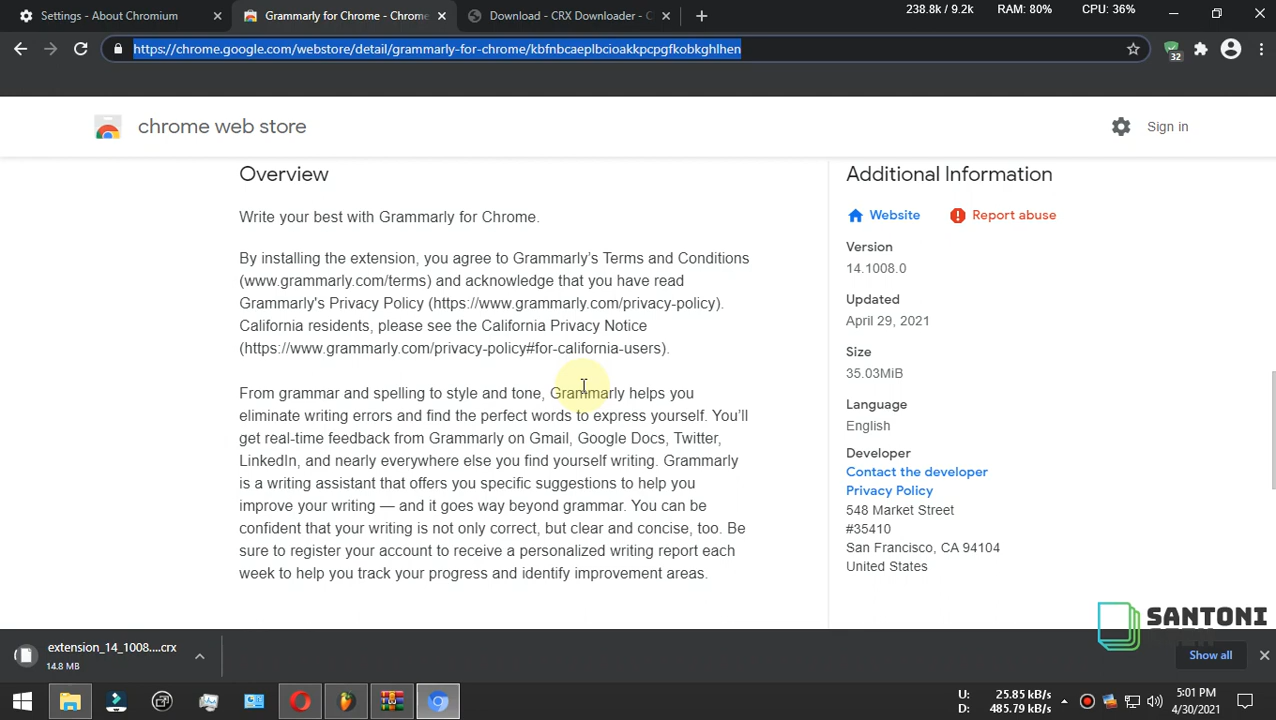 Settings - About Chromium
Grammarly for Chrome - Chrome
Download - CRX Downloader - C
238.8k / 9.2k
RAM: 80%
CPU: 36%
https://chrome.google.com/webstore/detail/grammarly-for-chrome/kbfnbcaeplbcioakkpcpgfkobkghlhen
32
chrome web store
Sign in
Overview
Write your best with Grammarly for Chrome.
By installing the extension, you agree to Grammarly's Terms and Conditions
(www.grammarly.com/terms) and acknowledge that you have read
Grammarly's Privacy Policy (https://www.grammarly.com/privacy-policy).
California residents, please see the California Privacy Notice
(https://www.grammarly.com/privacy-policy#for-california-users).
From grammar and spelling to style and tone, Grammarly helps you
eliminate writing errors and find the perfect words to express yourself. You'll
get real-time feedback from Grammarly on Gmail, Google Docs, Twitter,
LinkedIn, and nearly everywhere else you find yourself writing. Grammarly
is a writing assistant that offers you specific suggestions to help you
improve your writing — and it goes way beyond grammar. You can be
confident that your writing is not only correct, but clear and concise, too. Be
sure to register your account to receive a personalized writing report each
week to help you track your progress and identify improvement areas.
Additional Information
Website
Report abuse
Version
14.1008.0
Updated
April 29, 2021
Size
35.03MiB
Language
English
Developer
Contact the developer
Privacy Policy
548 Market Street
#35410
San Francisco, CA 94104
United States
SANTONI
extension_14_1008....crx
14.8 MB
Show all
U: 25.85 kB/s
D: 485.79 kB/s
5:01 PM
4/30/2021